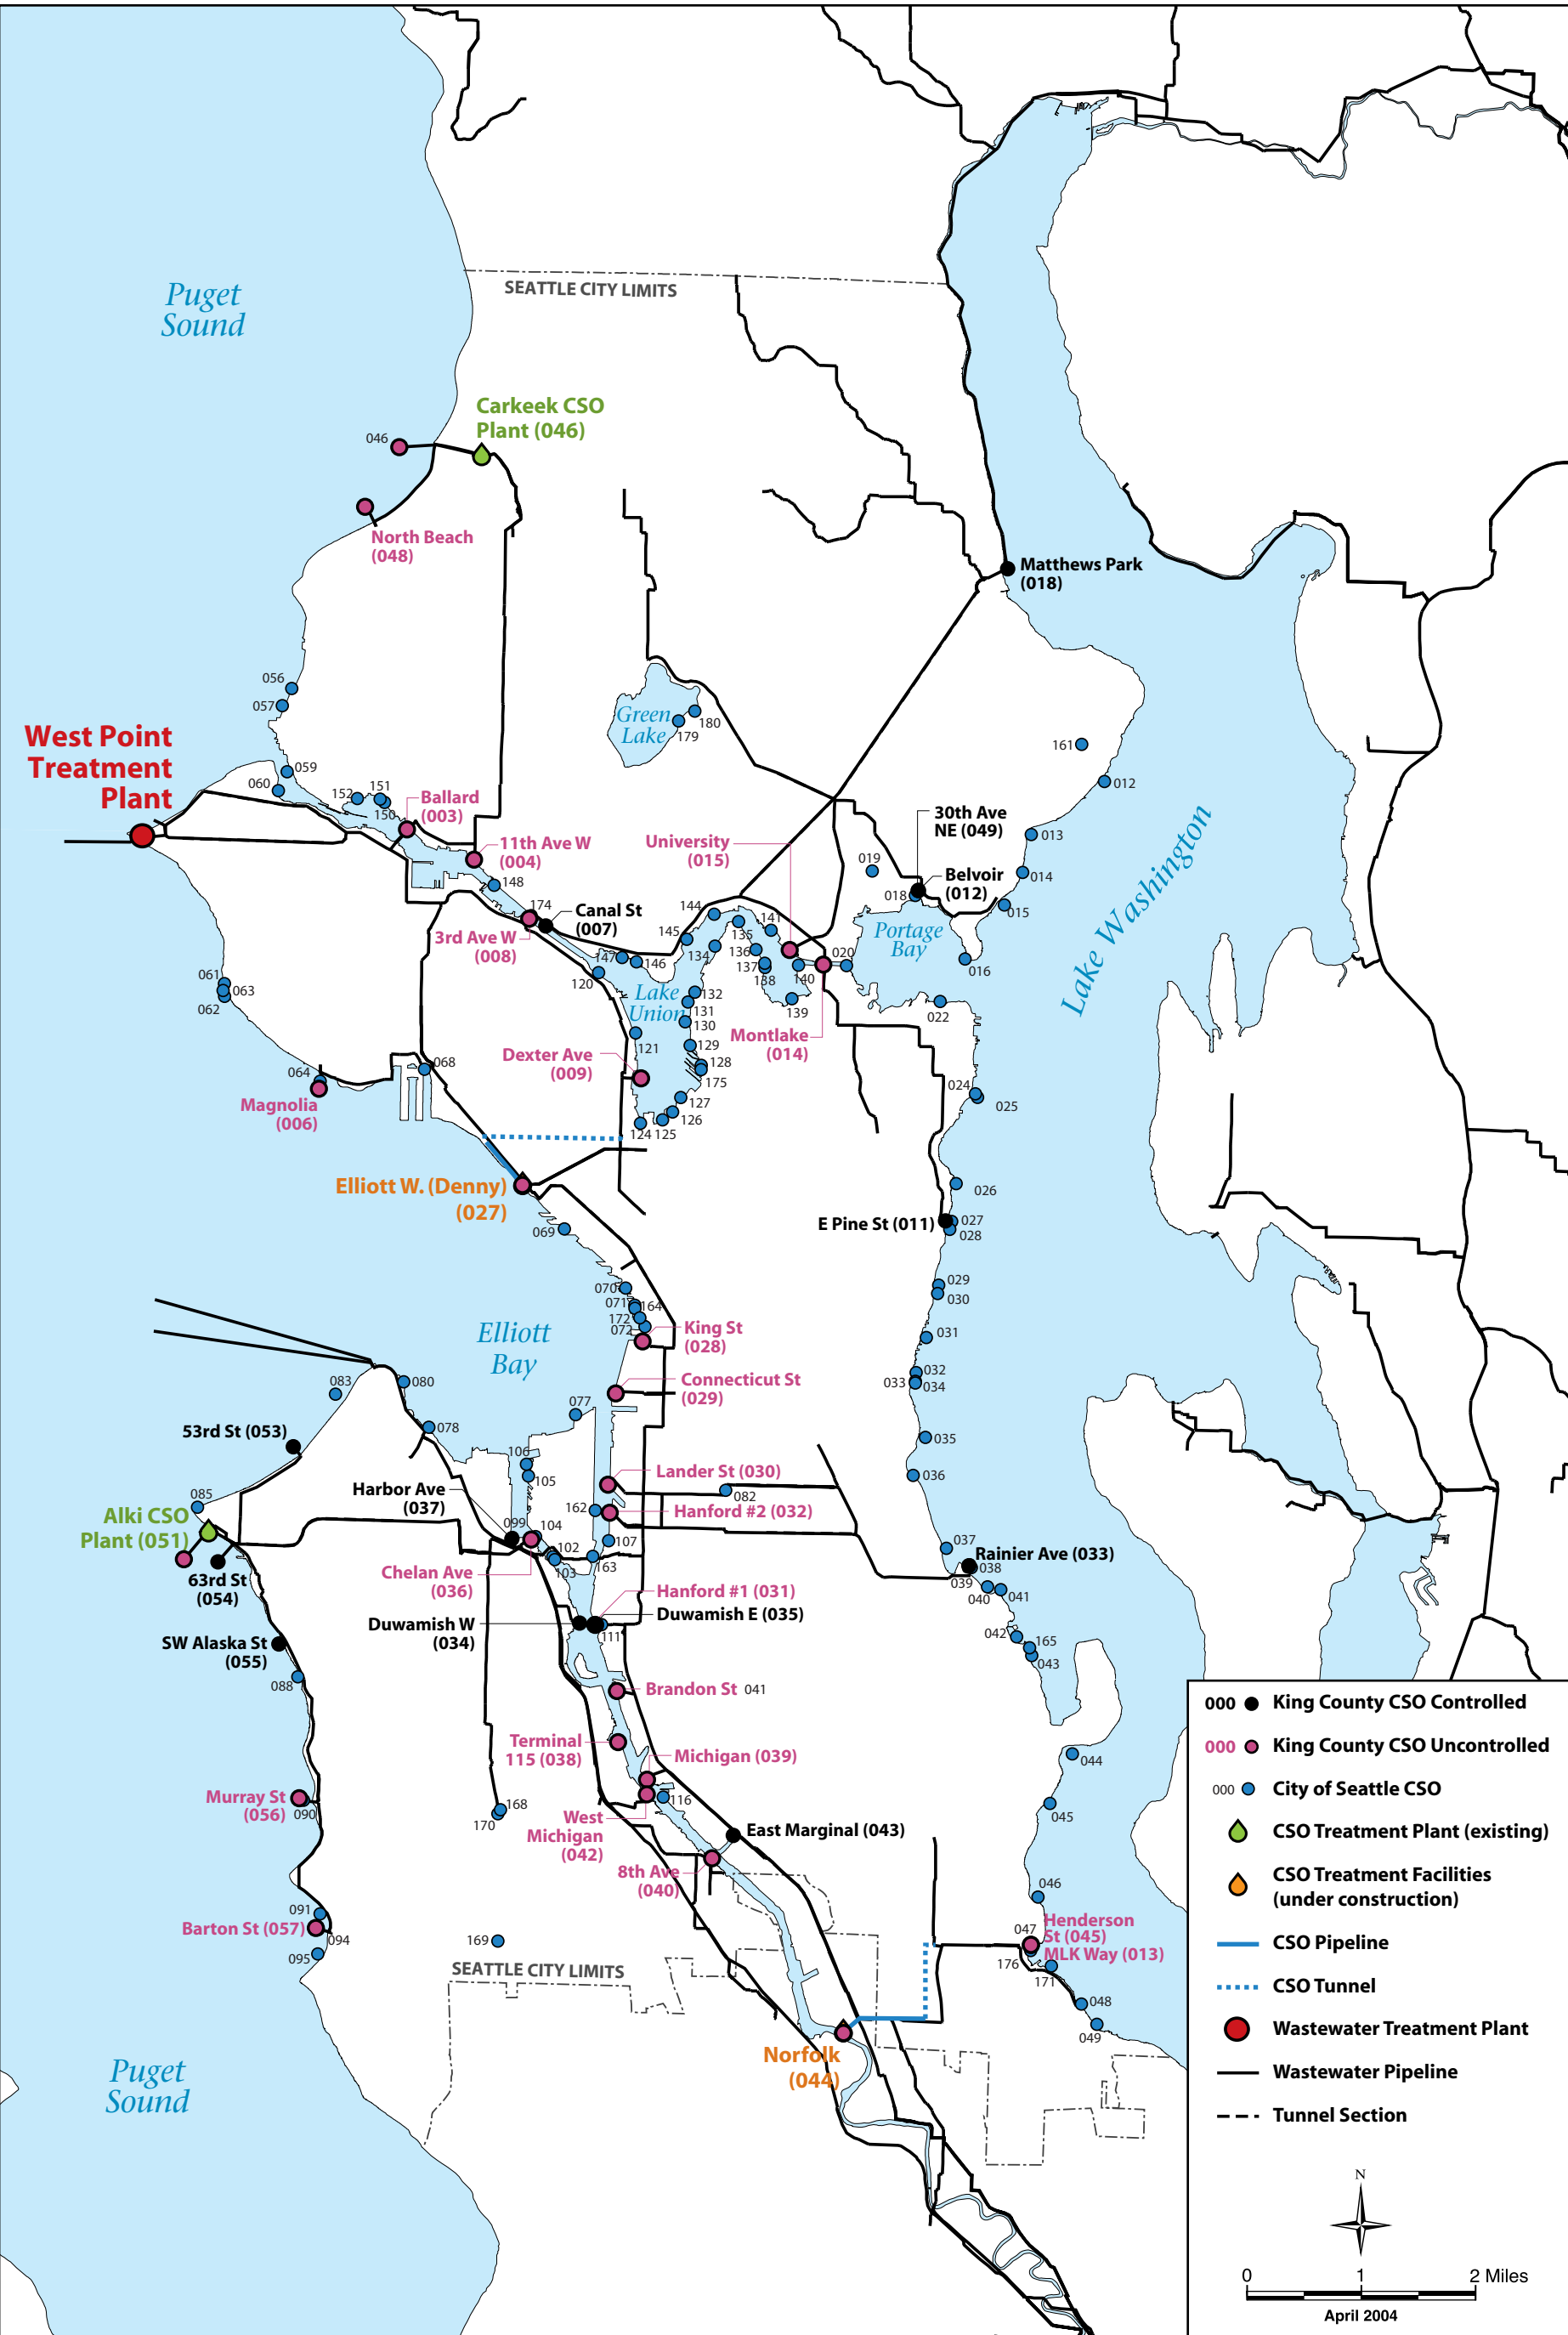 SEATTLE CITY LIMITS
Puget
Sound
Carkeek CSO
Plant (046)
046
North Beach
(048)
Matthews Park
(018)
056
057
Green
Lake
180
179
West Point
Treatment
Plant
161
012
059
060
152
151
150
Ballard
(003)
30th Ave
NE (049)
013
11th Ave W
(004)
University
(015)
019
Belvoir
(012)
014
018
015
148
174
Canal St
(007)
3rd Ave W
(008)
144
145
141
135
134
136
137
138
140
139
020
Portage
Bay
016
022
Lake Washington
147
146
120
061
063
062
Lake
Union
132
131
130
129
128
175
127
126
125
124
121
Montlake
(014)
Dexter Ave
(009)
068
064
Magnolia
(006)
024
025
Elliott W. (Denny)
(027)
026
E Pine St (011)
027
028
069
029
030
070
071
164
172
072
King St
(028)
031
Elliott
Bay
Connecticut St
(029)
032
033
034
083
080
078
077
53rd St (053)
035
036
106
105
Lander St (030)
082
Harbor Ave
(037)
162
Hanford #2 (032)
085
Alki CSO
Plant (051)
099
104
102
103
107
163
037
Rainier Ave (033)
038
039
040
041
63rd St
(054)
Chelan Ave
(036)
Hanford #1 (031)
Duwamish E (035)
Duwamish W
(034)
111
SW Alaska St
(055)
042
165
043
088
Brandon St 041
Terminal
115 (038)
Michigan (039)
044
Murray St
(056)
090
168
170
116
West
Michigan
(042)
East Marginal (043)
045
8th Ave
(040)
046
091
Barton St (057)
094
095
169
047
Henderson
St (045)
MLK Way (013)
176
171
SEATTLE CITY LIMITS
048
049
Norfolk
(044)
Puget
Sound
000 King County CSO Controlled
000 King County CSO Uncontrolled
000 City of Seattle CSO
CSO Treatment Plant (existing)
CSO Treatment Facilities
(under construction)
CSO Pipeline
CSO Tunnel
Wastewater Treatment Plant
Wastewater Pipeline
Tunnel Section
N
0 1 2 Miles
April 2004